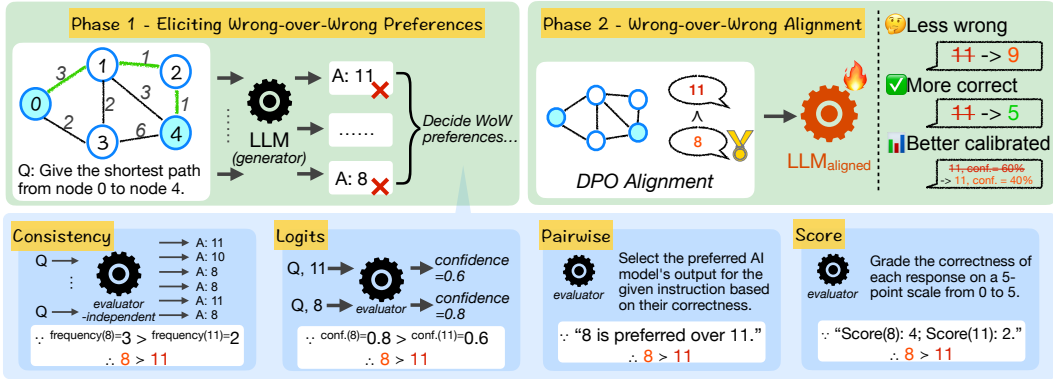 Phase 1 - Eliciting Wrong-over-Wrong Preferences
3
1
1
2
0
2
3
1
2
3
6
4
Q: Give the shortest path
from node 0 to node 4.
LLM
(generator)
A: 11
......
A: 8
Decide WoW
preferences...
Phase 2 - Wrong-over-Wrong Alignment
11
<
8
DPO Alignment
LLMaligned
Less wrong
11 -> 9
More correct
11 -> 5
Better calibrated
11, conf.= 60%
-> 11, conf. = 40%
Consistency
Q
⋮
Q
evaluator
-independent
A: 11
A: 10
A: 8
A: 8
A: 11
A: 8
∵ frequency(8)=3 > frequency(11)=2
∴ 8 > 11
Logits
Q, 11
Q, 8
evaluator
confidence
=0.6
confidence
=0.8
∵ conf.(8)=0.8 > conf.(11)=0.6
∴ 8 > 11
Pairwise
evaluator
Select the preferred AI
model's output for the
given instruction based
on their correctness.
∵ “8 is preferred over 11.”
∴ 8 > 11
Score
evaluator
Grade the correctness of
each response on a 5-
point scale from 0 to 5.
∵ “Score(8): 4; Score(11): 2.”
∴ 8 > 11